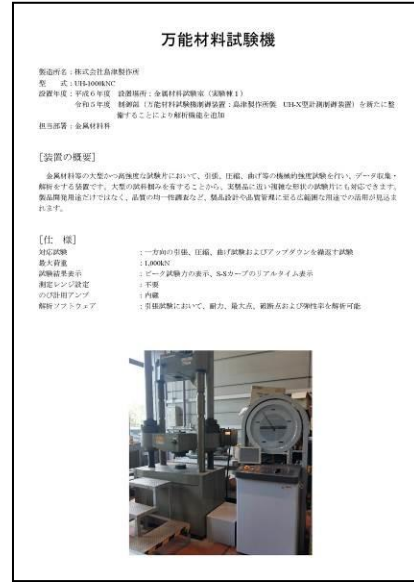 万能材料試験機
製造所名：株式会社島津製作所
型　式：UH-1000kNC
設置年度：平成６年度　設置場所：金属材料試験室（実験棟１）
令和５年度　制御部（万能材料試験機制御装置：島津製作所製　UH-X型計測制御装置）を新たに整
備することにより解析機能を追加
担当部署：金属材料科
［装置の概要］
金属材料等の大型かつ高強度な試験片において、引張、圧縮、曲げ等の機械的強度試験を行い、データ収集・
解析をする装置です。大型の試料掴みを有することから、実製品に近い複雑な形状の試験片にも対応できます。
製品開発用途だけではなく、品質の均一性調査など、製品設計や品質管理に至る広範囲な用途での活用が見込ま
れます。
［仕　様］
対応試験　：一方向の引張、圧縮、曲げ試験およびアップダウンを繰返す試験
最大荷重　：1,000kN
試験結果表示　：ピーク試験力の表示、S-Sカーブのリアルタイム表示
測定レンジ設定　：不要
のび計用アンプ　：内蔵
解析ソフトウェア　：引張試験において、耐力、最大点、破断点および弾性率を解析可能